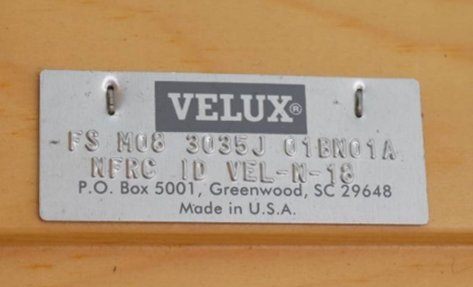 VELUX®
FS M08 3035J 01BN01A
NFRC ID VEL-N-18
P.O. Box 5001, Greenwood, SC 29648
Made in U.S.A.